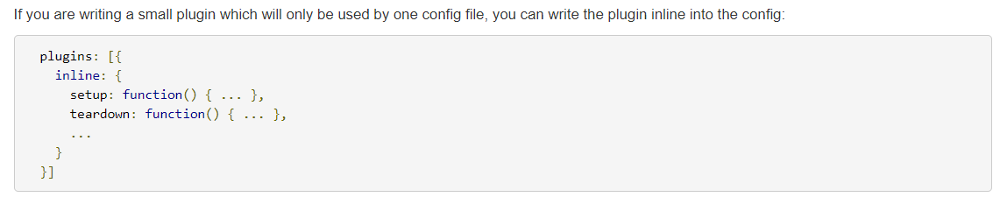 If you are writing a small plugin which will only be used by one config file, you can write the plugin inline into the config:
plugins: [{
  inline: {
    setup: function() { ... },
    teardown: function() { ... },
    ...
  }
}]